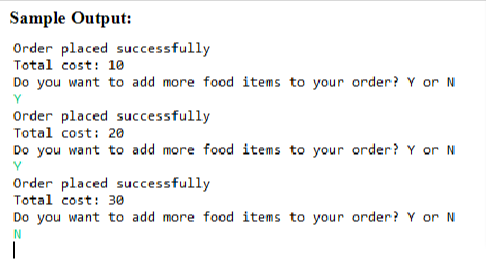 Sample Output:
Order placed successfully
Total cost: 10
Do you want to add more food items to your order? Y or N
Y
Order placed successfully
Total cost: 20
Do you want to add more food items to your order? Y or N
Y
Order placed successfully
Total cost: 30
Do you want to add more food items to your order? Y or N
N